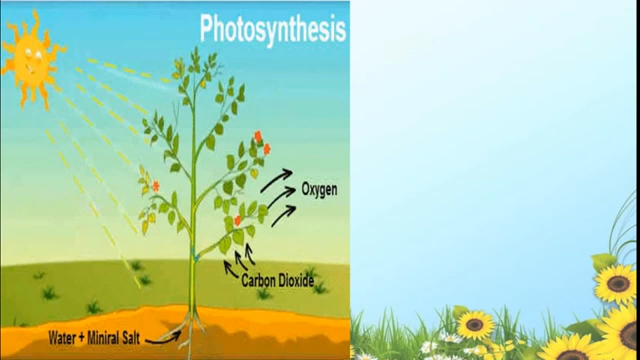 Photosynthesis
Oxygen
Carbon Dioxide
Water + Miniral Salt